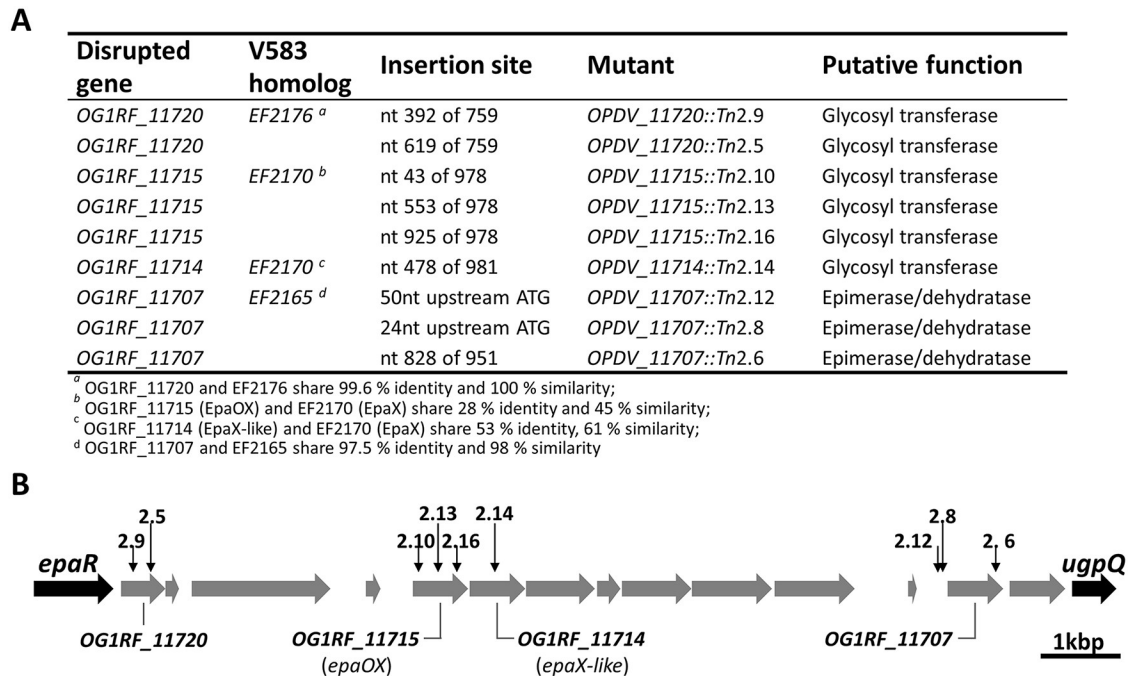 A
Disrupted gene V583 homolog Insertion site Mutant Putative function
OG1RF_11720 EF2176 a nt 392 of 759 OPDV_11720::Tn2.9 Glycosyl transferase
OG1RF_11720 nt 619 of 759 OPDV_11720::Tn2.5 Glycosyl transferase
OG1RF_11715 EF2170 b nt 43 of 978 OPDV_11715::Tn2.10 Glycosyl transferase
OG1RF_11715 nt 553 of 978 OPDV_11715::Tn2.13 Glycosyl transferase
OG1RF_11715 nt 925 of 978 OPDV_11715::Tn2.16 Glycosyl transferase
OG1RF_11714 EF2170 c nt 478 of 981 OPDV_11714::Tn2.14 Glycosyl transferase
OG1RF_11707 EF2165 d 50nt upstream ATG OPDV_11707::Tn2.12 Epimerase/dehydratase
OG1RF_11707 24nt upstream ATG OPDV_11707::Tn2.8 Epimerase/dehydratase
OG1RF_11707 nt 828 of 951 OPDV_11707::Tn2.6 Epimerase/dehydratase
a OG1RF_11720 and EF2176 share 99.6 % identity and 100 % similarity;
b OG1RF_11715 (EpaOX) and EF2170 (EpaX) share 28 % identity and 45 % similarity;
c OG1RF_11714 (EpaX-like) and EF2170 (EpaX) share 53 % identity, 61 % similarity;
d OG1RF_11707 and EF2165 share 97.5 % identity and 98 % similarity
B
2.5 2.13 2.14 2.8
2.9 2.10 2.16 2.12 2. 6
epaR ugpQ
OG1RF_11720 OG1RF_11715 OG1RF_11714 OG1RF_11707
(epaOX) (epaX-like)
1kbp